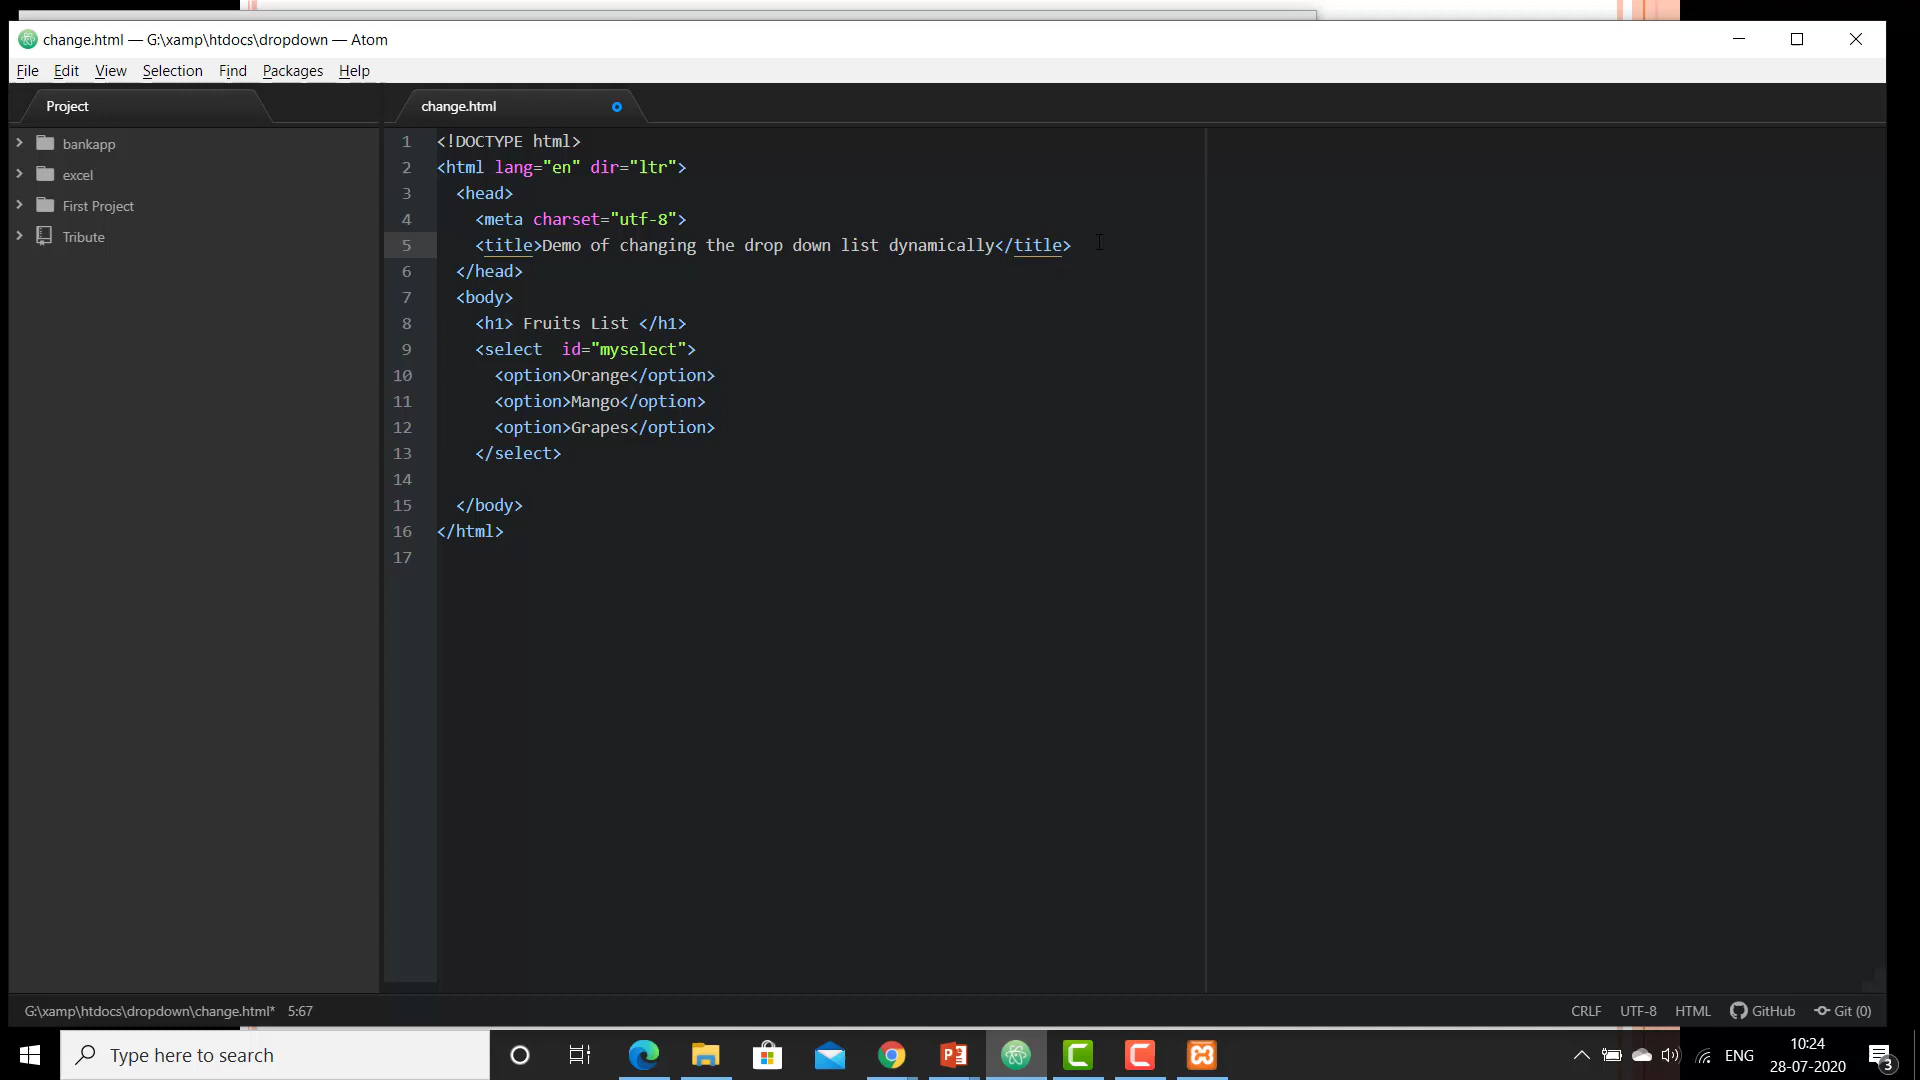 change.html — G:\xamp\htdocs\dropdown — Atom
File Edit View Selection Find Packages Help
Project
change.html
bankapp
excel
First Project
Tribute
1 <!DOCTYPE html>
2 <html lang="en" dir="ltr">
3 <head>
4 <meta charset="utf-8">
5 <title>Demo of changing the drop down list dynamically</title>
6 </head>
7 <body>
8 <h1> Fruits List </h1>
9 <select  id="myselect">
10 <option>Orange</option>
11 <option>Mango</option>
12 <option>Grapes</option>
13 </select>
14
15 </body>
16 </html>
17
G:\xamp\htdocs\dropdown\change.html* 5:67 CRLF UTF-8 HTML GitHub Git (0)
Type here to search
ENG
10:24
28-07-2020
3